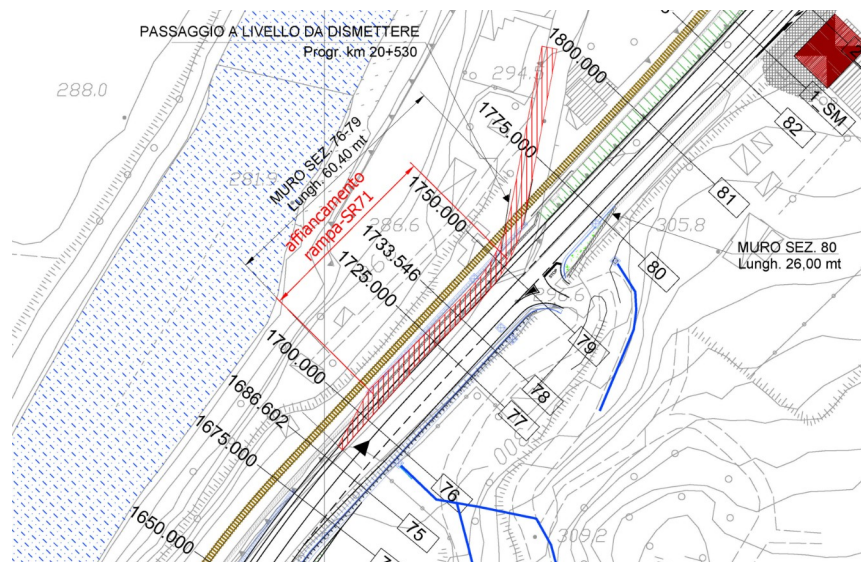 PASSAGGIO A LIVELLO DA DISMETTERE
Progr. km 20+530
288.0
294.5
1800.000
1775.000
1 SM
82
81
MURO SEZ. 76-79
Lungh. 60,40 mt
281.9
affiancamento
rampa-SR71
286.6
1750.000
1733.546
1725.000
305.8
MURO SEZ. 80
Lungh. 26,00 mt
80
79
78
77
1700.000
1686.602
1675.000
1650.000
76
75
309.2